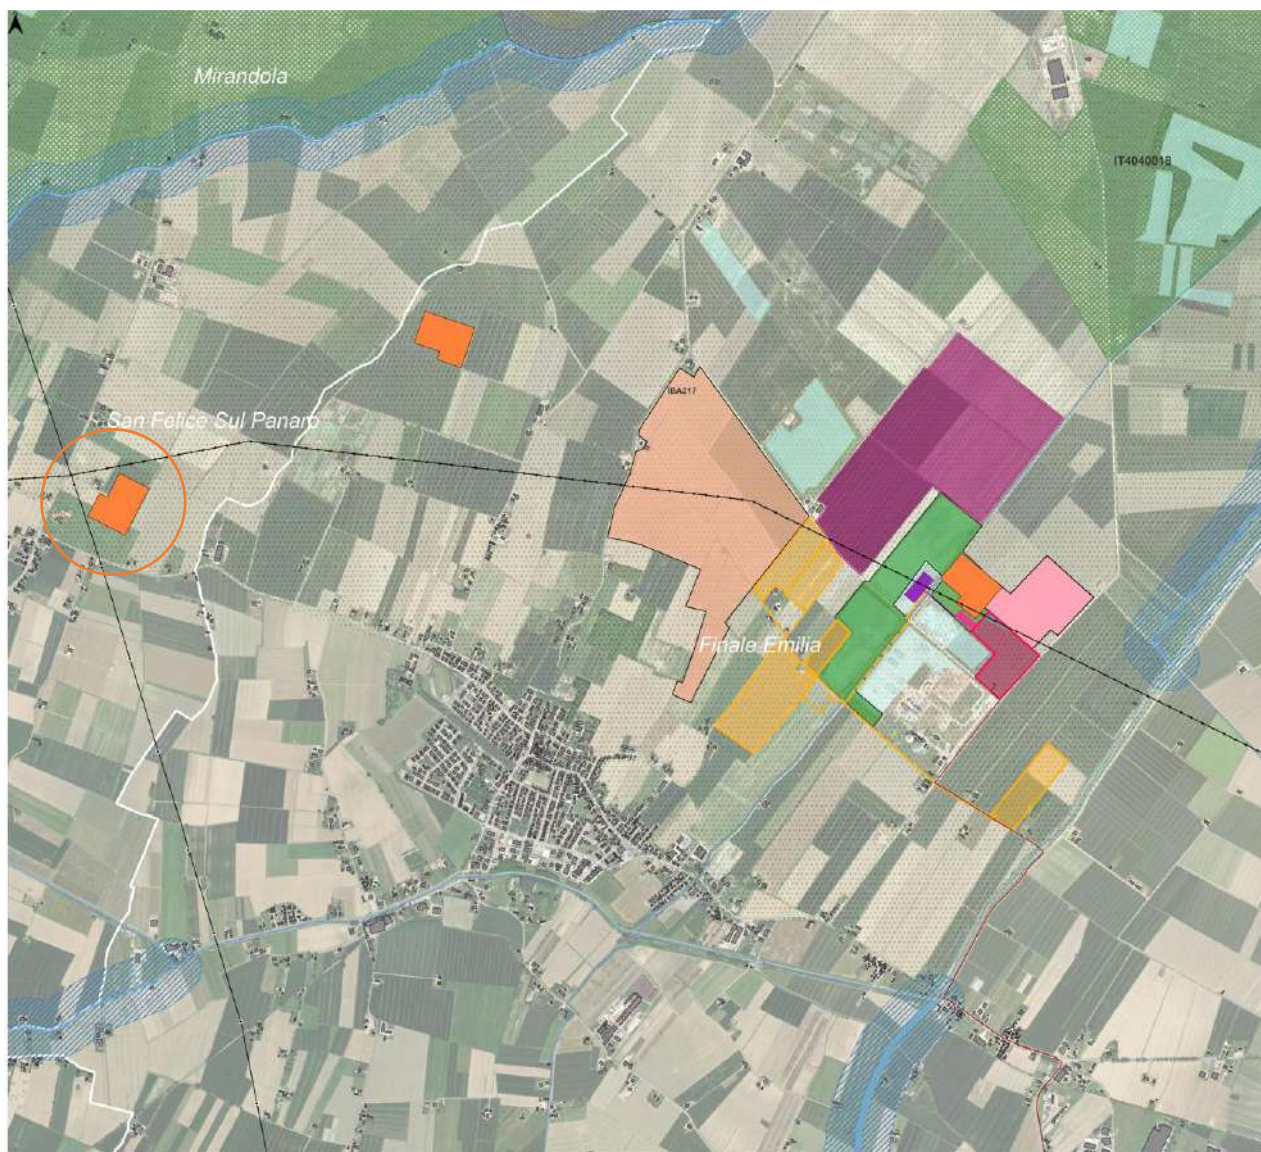 Mirandola
IT4040018
IBA217
San Felice Sul Panaro
Finale Emilia